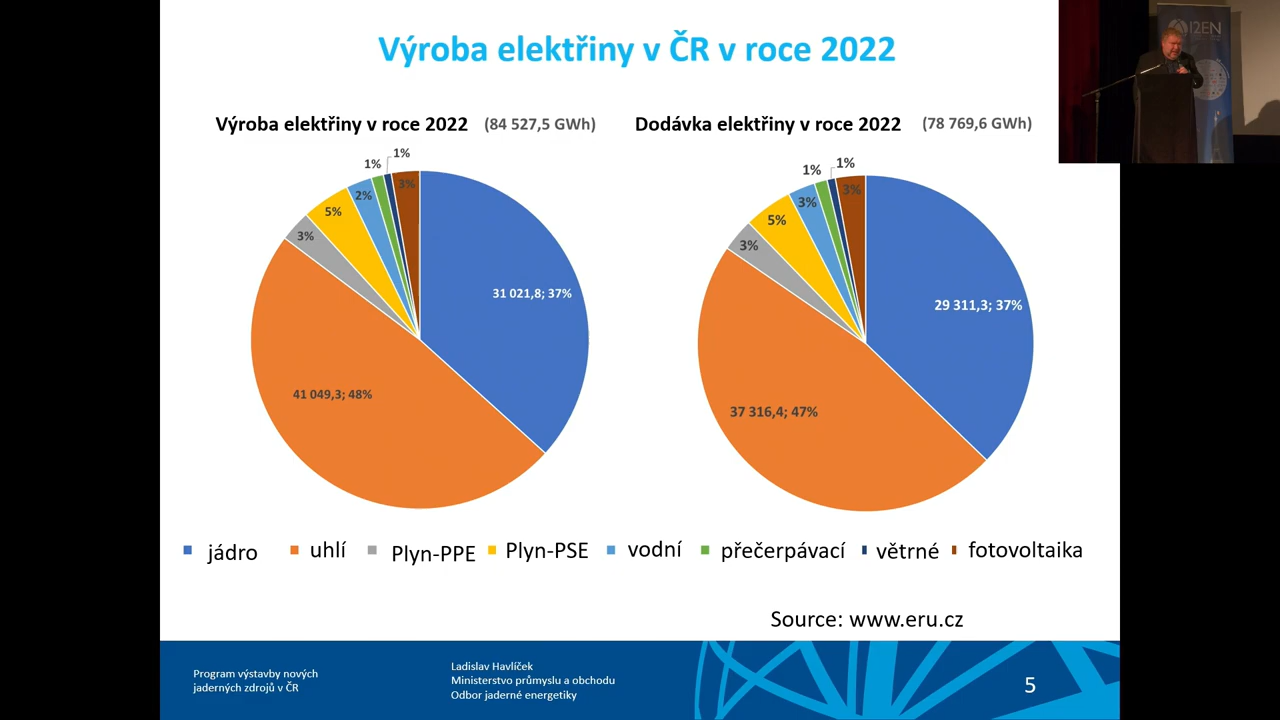 Výroba elektřiny v ČR v roce 2022
I2EN
Výroba elektřiny v roce 2022 (84 527,5 GWh)
Dodávka elektřiny v roce 2022 (78 769,6 GWh)
1%
1%
3%
2%
5%
3%
31 021,8; 37%
41 049,3; 48%
1%
1%
3%
3%
5%
3%
29 311,3; 37%
37 316,4; 47%
jádro uhlí Plyn-PPE Plyn-PSE vodní přečerpávací větrné fotovoltaika
Source: www.eru.cz
Program výstavby nových
jaderných zdrojů v ČR
Ladislav Havlíček
Ministerstvo průmyslu a obchodu
Odbor jaderné energetiky
5